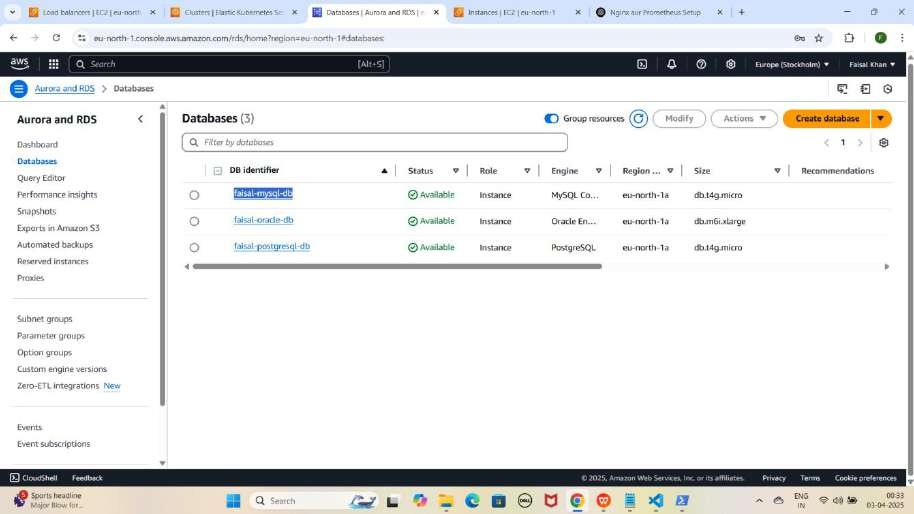 Load balancers | EC2 | eu-north-1
Clusters | Elastic Kubernetes Se
Databases | Aurora and RDS | e
Instances | EC2 | eu-north-1
Nginx aur Prometheus Setup
eu-north-1.console.aws.amazon.com/rds/home?region=eu-north-1#databases:
F
aws
Search
[Alt+S]
Europe (Stockholm)
Faisal Khan
Aurora and RDS
Databases
Aurora and RDS
Dashboard
Databases
Query Editor
Performance insights
Snapshots
Exports in Amazon S3
Automated backups
Reserved instances
Proxies
Subnet groups
Parameter groups
Option groups
Custom engine versions
Zero-ETL integrations New
Events
Event subscriptions
Databases (3)
Group resources
Modify
Actions
Create database
Filter by databases
1
DB identifier Status Role Engine Region ... Size Recommendations
faisal-mysql-db Available Instance MySQL Co... eu-north-1a db.t4g.micro
faisal-oracle-db Available Instance Oracle En... eu-north-1a db.m6i.xlarge
faisal-postgresql-db Available Instance PostgreSQL eu-north-1a db.t4g.micro
CloudShell
Feedback
© 2025, Amazon Web Services, Inc. or its affiliates.
Privacy
Terms
Cookie preferences
5
Sports headline
Major Blow for...
Search
DELL
ENG
IN
00:33
03-04-2025